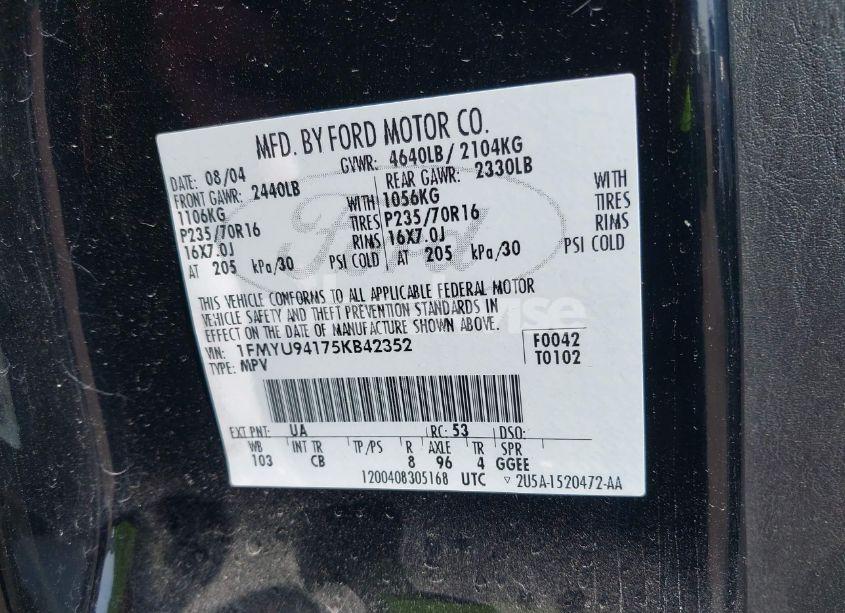 MFD. BY FORD MOTOR CO.
DATE: 08/04 GVWR: 4640LB/ 2104KG
FRONT GAWR: 2440LB REAR GAWR: 2330LB
1106KG WITH 1056KG WITH
P235/70R16 TIRES P235/70R16 TIRES
16X7.0J RIMS 16X7.0J RIMS
AT 205 kPa/30 PSI COLD AT 205 kPa/30 PSI COLD
Ford
THIS VEHICLE CONFORMS TO ALL APPLICABLE FEDERAL MOTOR
VEHICLE SAFETY AND THEFT PREVENTION STANDARDS IN
EFFECT ON THE DATE OF MANUFACTURE SHOWN ABOVE.
VIN: 1FMYU94175KB42352 F0042
TYPE: MPV T0102
EXT PNT: UA RC: 53 DSO:
WB INT TR TP/PS R AXLE TR SPR
103 CB 8 96 4 GGEE
1200408305168 UTC ▽ 2U5A-1520472-AA